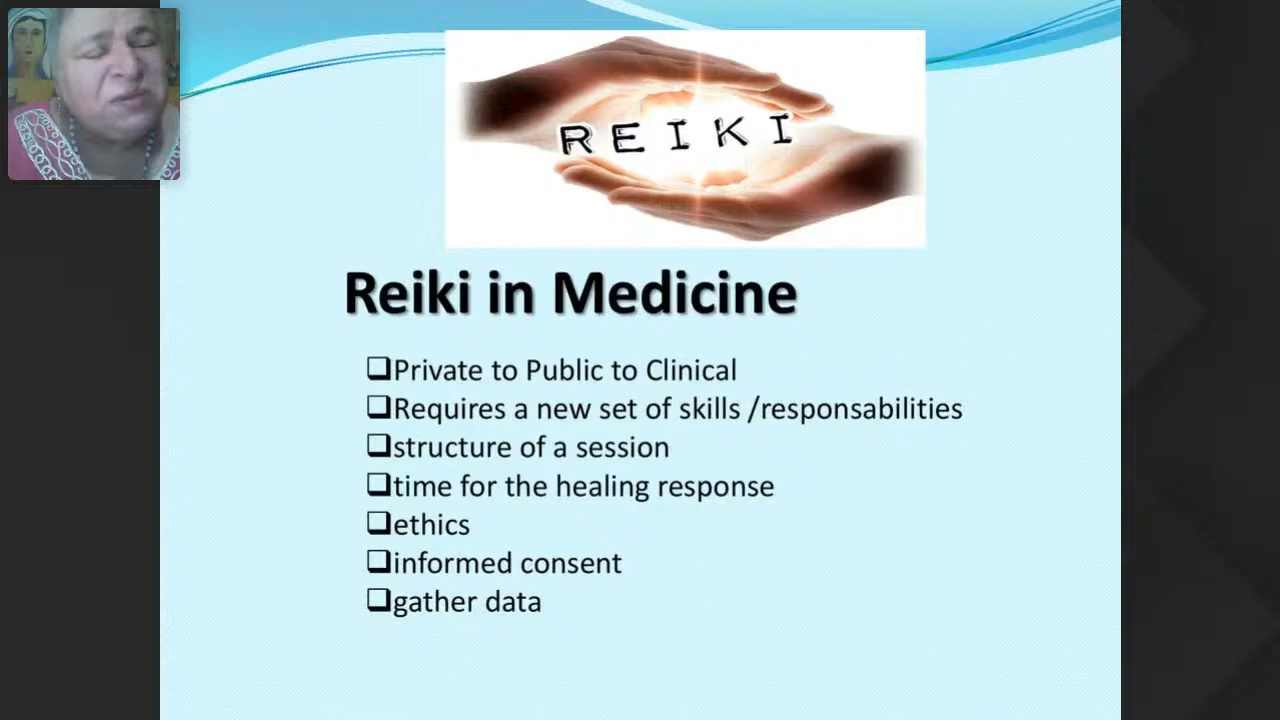 REIKI
Reiki in Medicine
❑Private to Public to Clinical
❑Requires a new set of skills /responsabilities
❑structure of a session
❑time for the healing response
❑ethics
❑informed consent
❑gather data